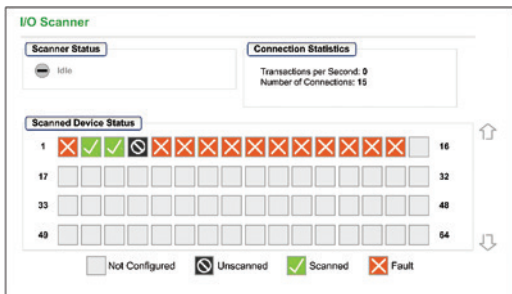 I/O Scanner
Scanner Status
Idle
Connection Statistics
Transactions per Second: 0
Number of Connections: 15
Scanned Device Status
1 16
17 32
33 48
49 64
Not Configured Unscanned Scanned Fault